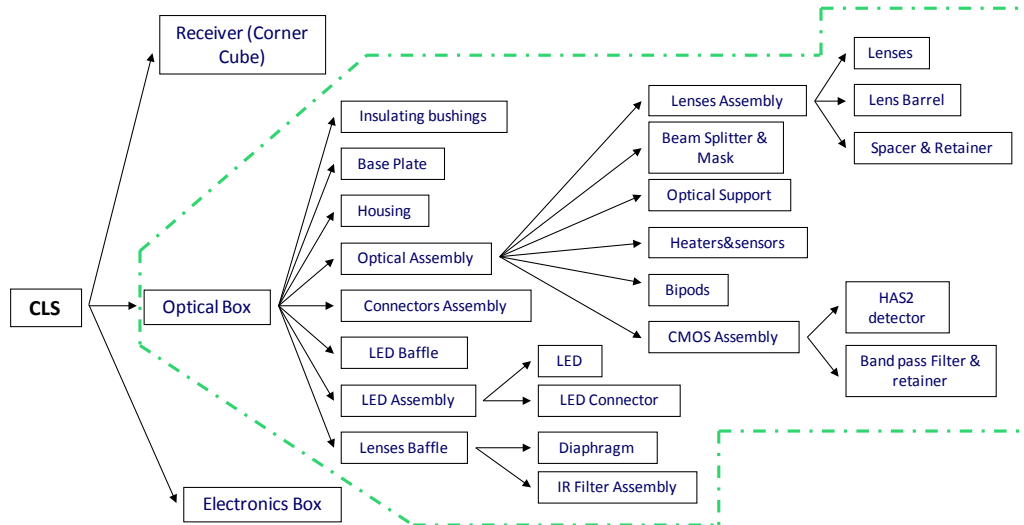 CLS
Receiver (Corner
Cube)
Optical Box
Electronics Box
Insulating bushings
Base Plate
Housing
Optical Assembly
Connectors Assembly
LED Baffle
LED Assembly
Lenses Baffle
LED
LED Connector
Diaphragm
IR Filter Assembly
Lenses Assembly
Beam Splitter &
Mask
Optical Support
Heaters&sensors
Bipods
CMOS Assembly
Lenses
Lens Barrel
Spacer & Retainer
HAS2
detector
Band pass Filter &
retainer